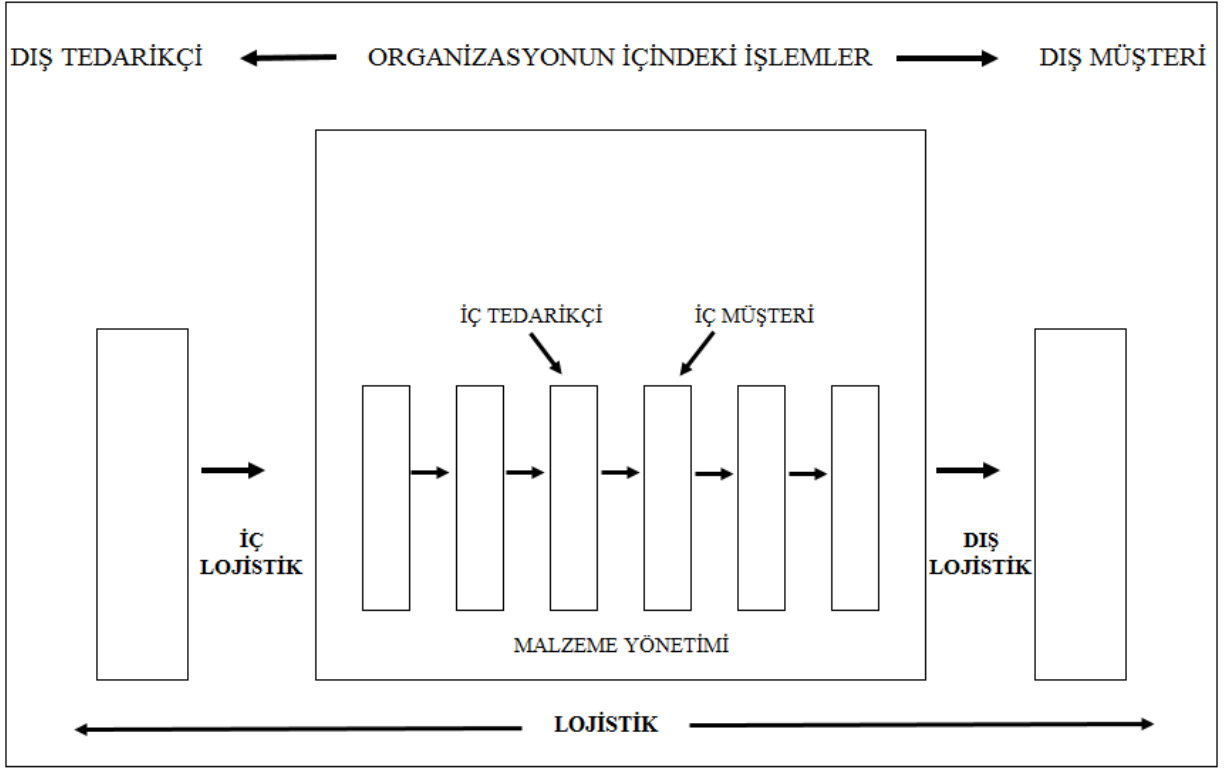 DIŞ TEDARİKÇİ ORGANİZASYONUN İÇİNDEKİ İŞLEMLER DIŞ MÜŞTERİ
İÇ TEDARİKÇİ İÇ MÜŞTERİ
İÇ
LOJİSTİK
DIŞ
LOJİSTİK
MALZEME YÖNETİMİ
LOJİSTİK